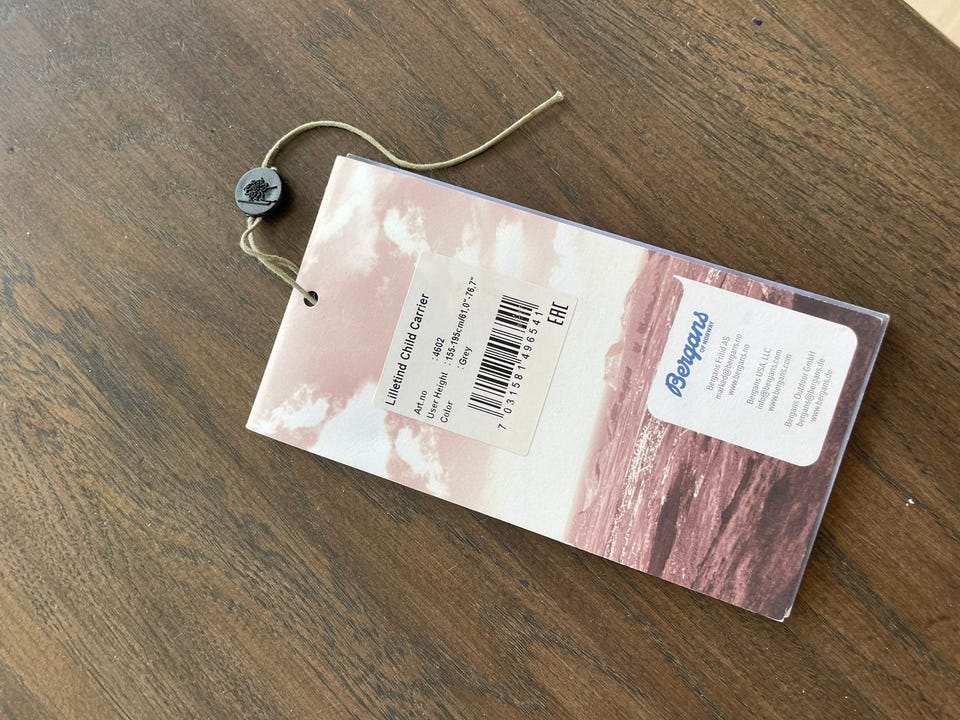 Lilletind Child Carrier
Art.no : 4602
User Height : 155-195cm/61,0"-76,7"
Color : Grey
7 031581 496541
EAC
Bergans
OF NORWAY
Bergans Fritid AS
marked@bergans.no
www.bergans.no
Bergans USA, LLC
info@bergans.com
www.bergans.com
Bergans Outdoor GmbH
bergans@bergans.de
www.bergans.de